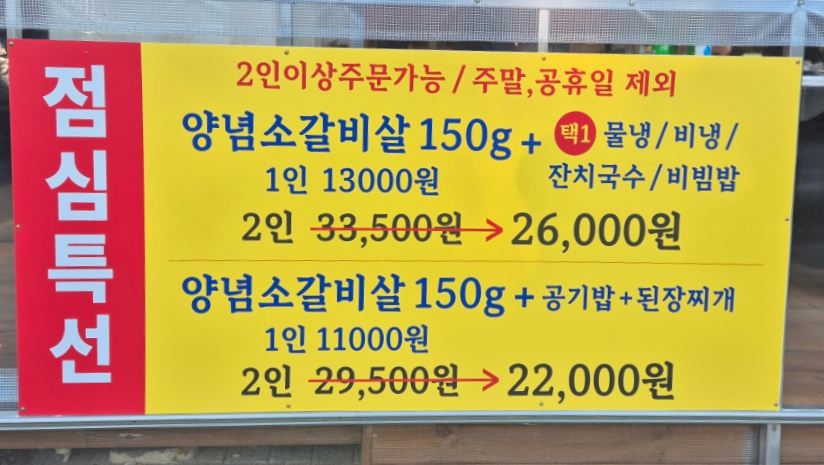 점심특선
2인이상주문가능 / 주말,공휴일 제외
양념소갈비살 150g + 택1 물냉/비냉/
잔치국수/비빔밥
1인 13000원
2인 33,500원 → 26,000원
양념소갈비살 150g + 공기밥+된장찌개
1인 11000원
2인 29,500원 → 22,000원